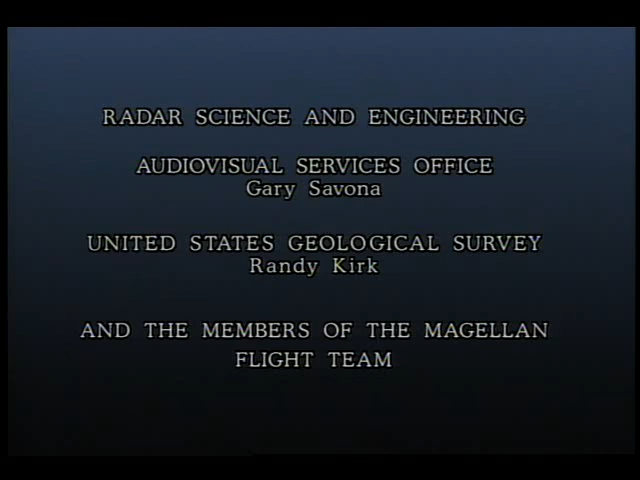 RADAR SCIENCE AND ENGINEERING
AUDIOVISUAL SERVICES OFFICE
Gary Savona
UNITED STATES GEOLOGICAL SURVEY
Randy Kirk
AND THE MEMBERS OF THE MAGELLAN
FLIGHT TEAM